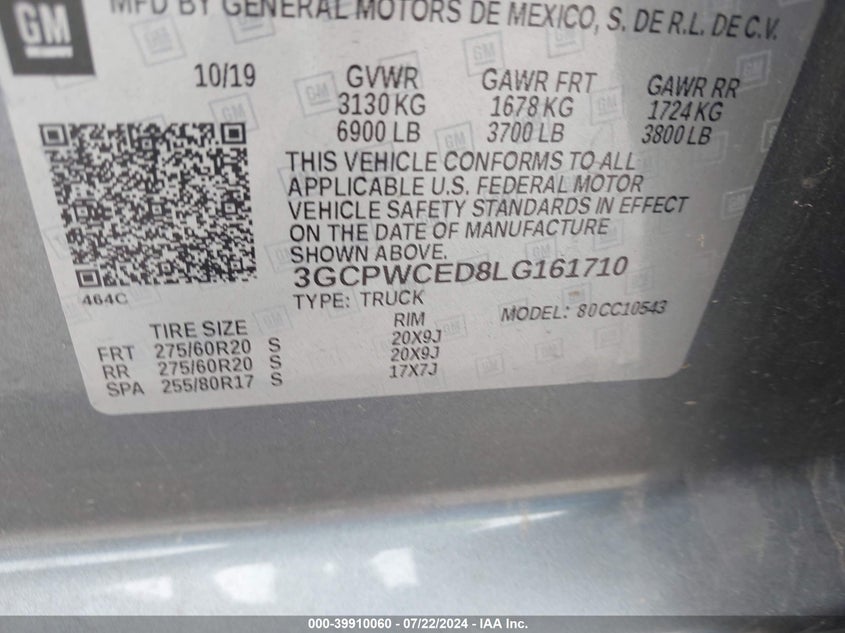 GM
MFD BY GENERAL MOTORS DE MEXICO, S. DE R.L. DE C.V.
10/19 GVWR GAWR FRT GAWR RR
3130 KG 1678 KG 1724 KG
6900 LB 3700 LB 3800 LB
THIS VEHICLE CONFORMS TO ALL
APPLICABLE U.S. FEDERAL MOTOR
VEHICLE SAFETY STANDARDS IN EFFECT
ON THE DATE OF MANUFACTURE
SHOWN ABOVE.
3GCPWCED8LG161710
464C
TYPE: TRUCK MODEL: 80CC10543
TIRE SIZE RIM
FRT 275/60R20 S 20X9J
RR 275/60R20 S 20X9J
SPA 255/80R17 S 17X7J
000-39910060 - 07/22/2024 - IAA Inc.